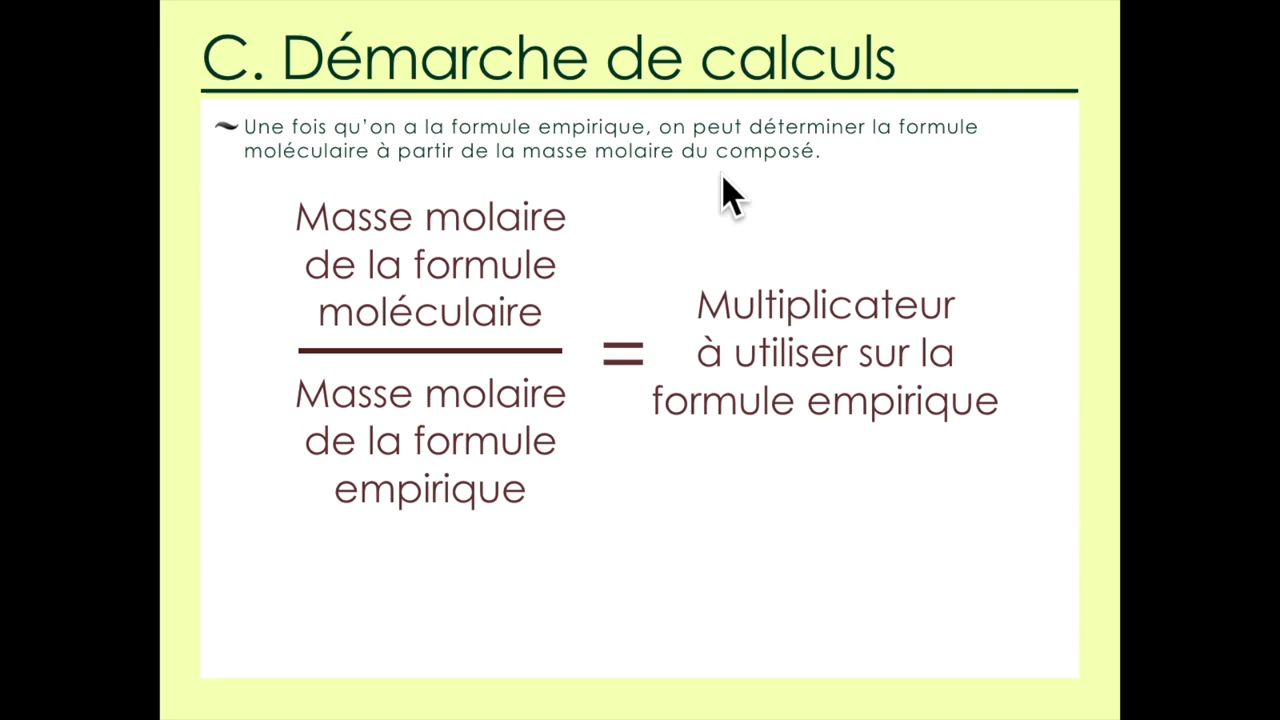 C. Démarche de calculs
Une fois qu'on a la formule empirique, on peut déterminer la formule
moléculaire à partir de la masse molaire du composé.
Masse molaire
de la formule
moléculaire
Masse molaire
de la formule
empirique
=
Multiplicateur
à utiliser sur la
formule empirique